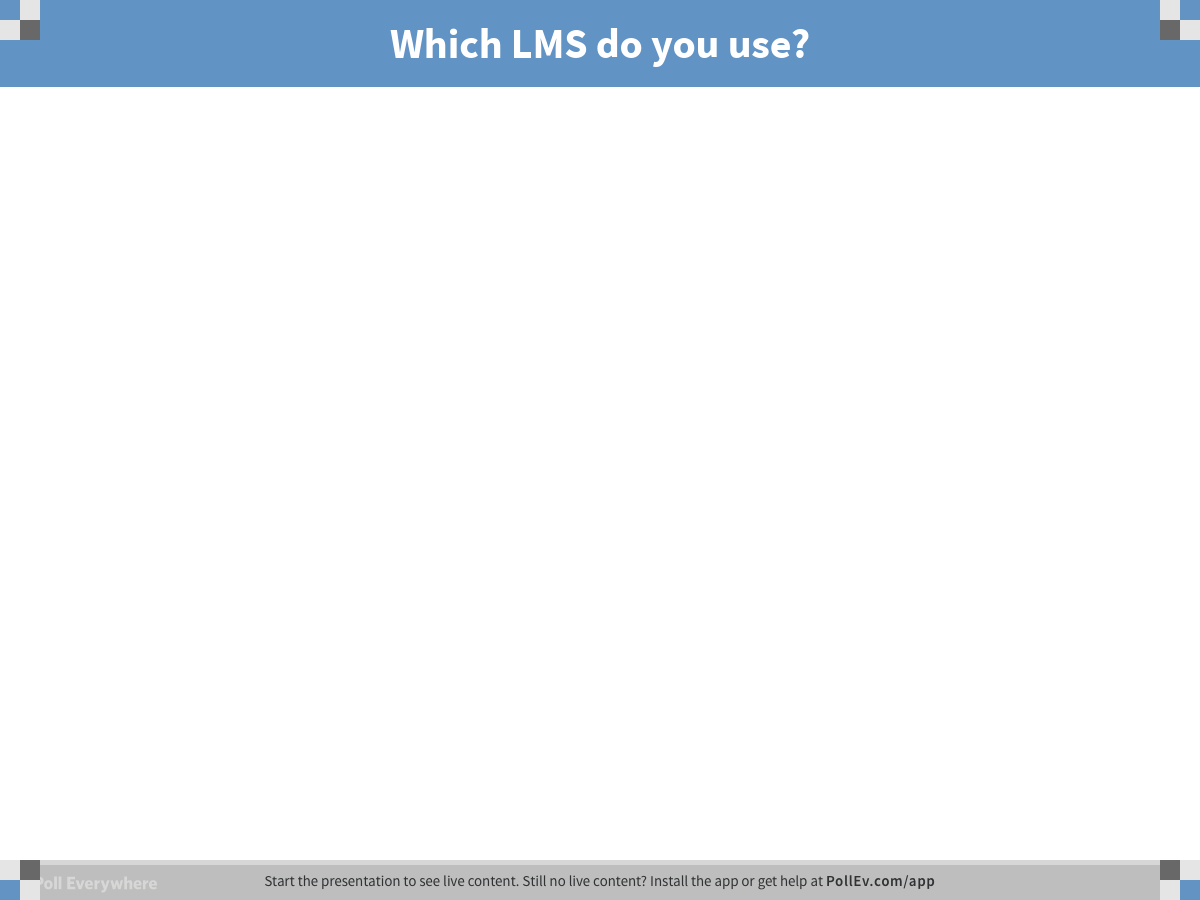 Which LMS do you use?
Poll Everywhere
Start the presentation to see live content. Still no live content? Install the app or get help at PollEv.com/app